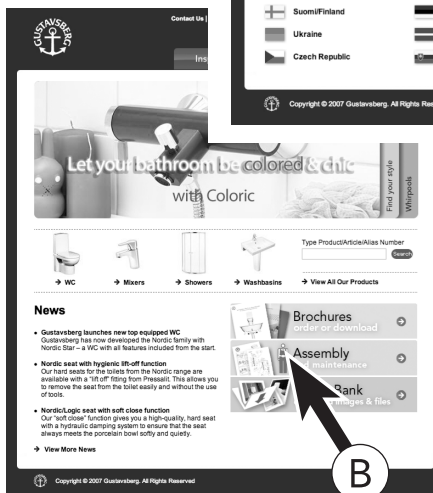 Suomi/Finland
Ukraine
Czech Republic
Copyright © 2007 Gustavsberg. All Rights Res
GUSTAVSBERG
Contact Us |
Ins
Let your bathroom be colored & chic
with Coloric
Find your style
Whirpools
Type Product/Article/Alias Number
Search
→ WC
→ Mixers
→ Showers
→ Washbasins
→ View All Our Products
News
• Gustavsberg launches new top equipped WC
Gustavsberg has now developed the Nordic family with
Nordic Star – a WC with all features included from the start.
• Nordic seat with hygienic lift-off function
Our hard seats for the toilets from the Nordic range are
available with a "lift off" fitting from Pressalit. This allows you
to remove the seat from the toilet easily and without the use
of tools.
• Nordic/Logic seat with soft close function
Our "soft close" function gives you a high-quality, hard seat
with a hydraulic damping system to ensure that the seat
always meets the porcelain bowl softly and quietly.
→ View More News
Brochures
order or download
Assembly
maintenance
Bank
images & files
B
Copyright © 2007 Gustavsberg. All Rights Reserved